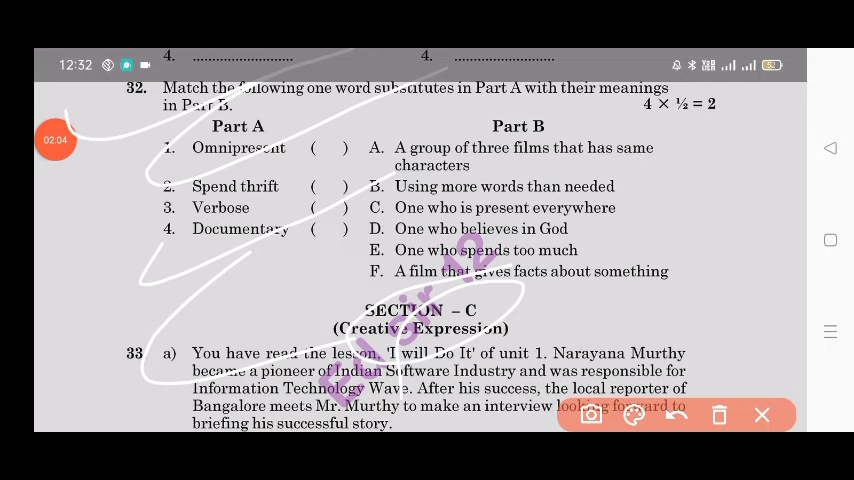 4. .......................... 4. ..........................
12:32
52
32. Match the following one word substitutes in Part A with their meanings
in Part B. 4 × ½ = 2
02:04
Part A Part B
1. Omnipresent ( ) A. A group of three films that has same
characters
2. Spend thrift ( ) B. Using more words than needed
3. Verbose ( ) C. One who is present everywhere
4. Documentary ( ) D. One who believes in God
E. One who spends too much
F. A film that gives facts about something
SECTION – C
(Creative Expression)
33 a) You have read the lesson, 'I will Do It' of unit 1. Narayana Murthy
became a pioneer of Indian Software Industry and was responsible for
Information Technology Wave. After his success, the local reporter of
Bangalore meets Mr. Murthy to make an interview looking forward to
briefing his successful story.
sir 12